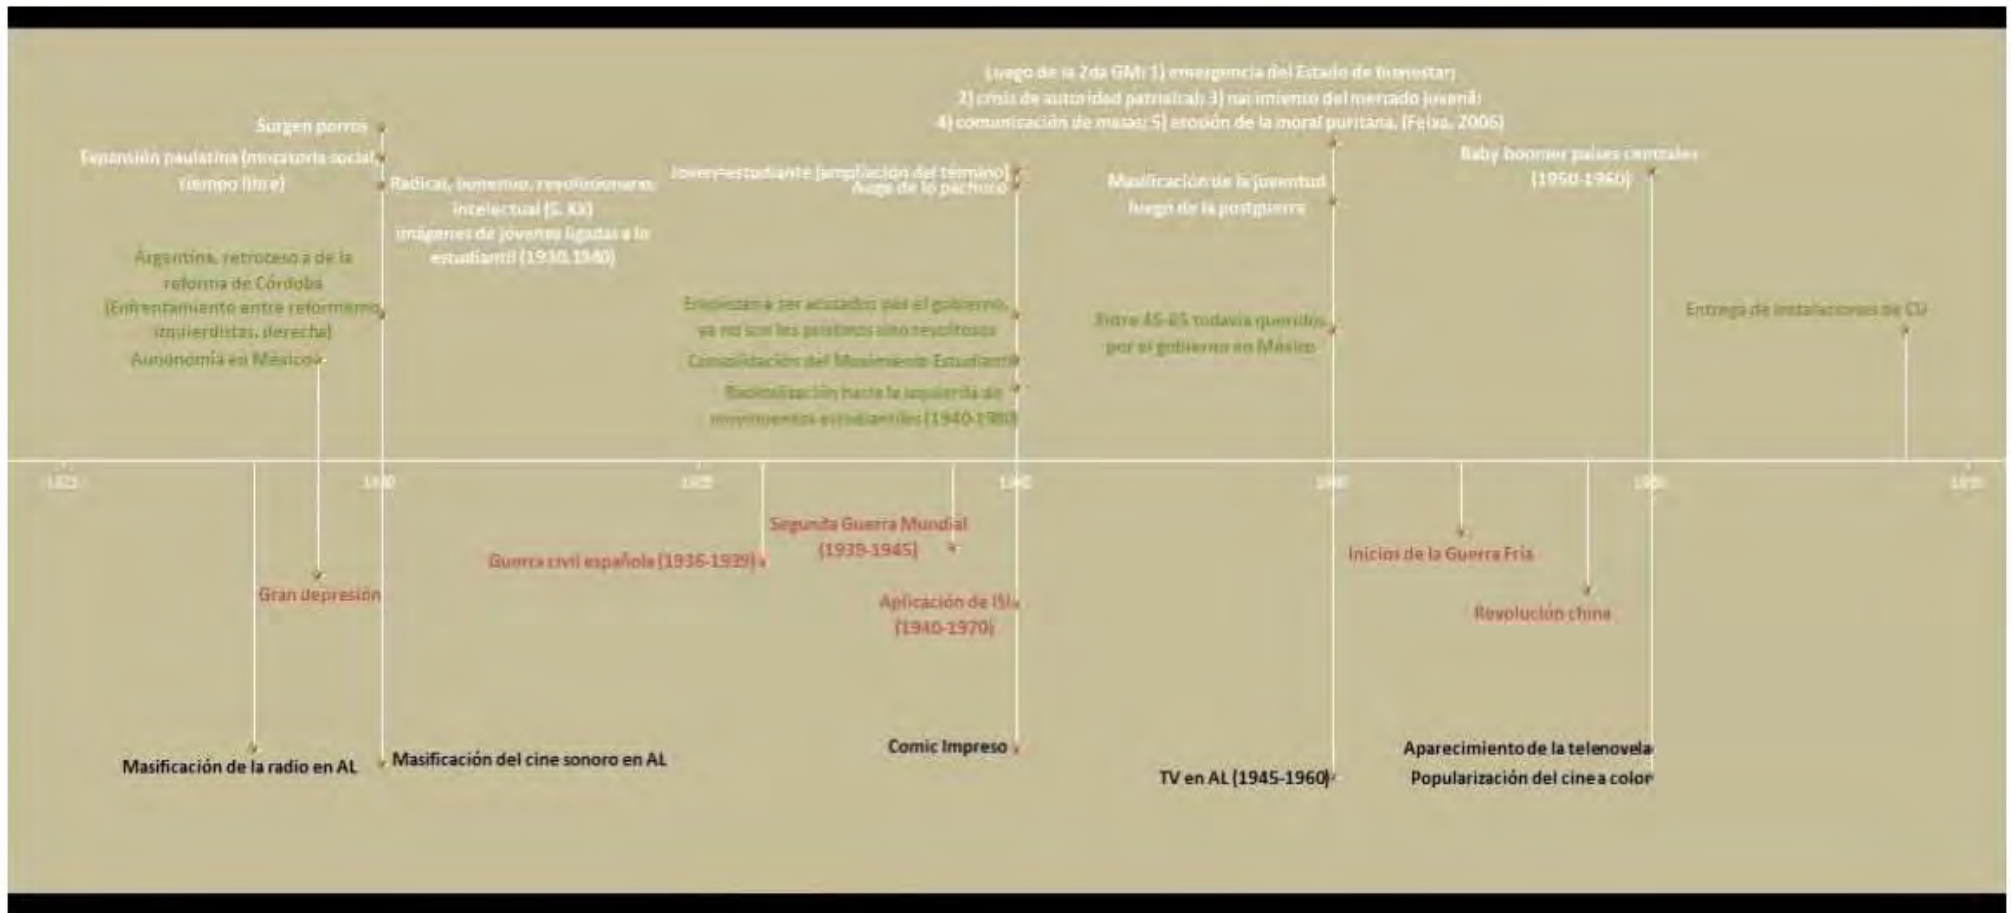 Luego de la 2da GM: 1) emergencia del Estado de bienestar;
2) crisis de autoridad patriarcal; 3) nacimiento del mercado juvenil;
4) comunicación de masas; 5) erosión de la moral puritana. (Feixa, 2006)
Surgen porros
Expansión paulatina (moratoria social,
tiempo libre)
Radical, bohemio, revolucionario,
intelectual (S. XX)
imágenes de jóvenes ligadas a lo
estudiantil (1930,1940)
Joven=estudiante (ampliación del término)
Auge de lo pachuco
Masificación de la juventud
luego de la postguerra
Baby boomer países centrales
(1950-1960)
Argentina, retroceso a de la
reforma de Córdoba
(Enfrentamiento entre reformismo,
izquierdistas, derecha)
Autonomía en México
Empiezan a ser acusados por el gobierno,
ya no son los prístinos sino revoltosos
Consolidación del Movimiento Estudiantil
Radicalización hacia la izquierda de
movimientos estudiantiles (1940-1980)
Entre 45-65 todavía queridos
por el gobierno en México
Entrega de instalaciones de CU
1925
1930
1935
1940
1950
Segunda Guerra Mundial
(1939-1945)
Guerra civil española (1936-1939)
Inicios de la Guerra Fría
Gran depresión
Aplicación de ISI
(1940-1970)
Revolución china
Masificación de la radio en AL
Masificación del cine sonoro en AL
Comic Impreso
TV en AL (1945-1960)
Aparecimiento de la telenovela
Popularización del cine a color